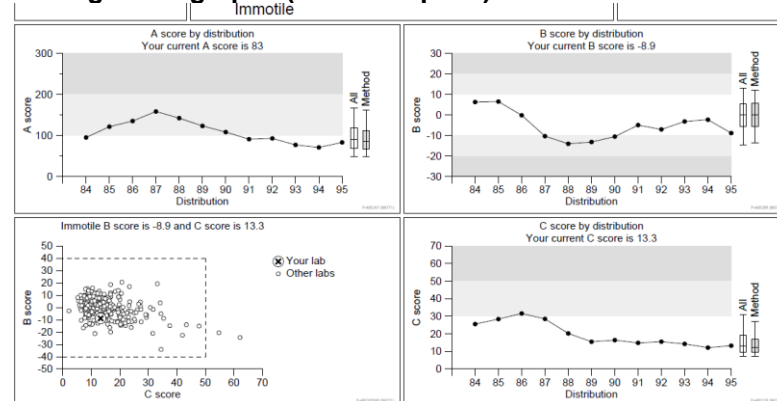 Immotile
A score by distribution
Your current A score is 83
300
200
100
0
A score
84 85 86 87 88 89 90 91 92 93 94 95
Distribution
All
Method
B score by distribution
Your current B score is -8.9
30
20
10
0
-10
-20
-30
B score
84 85 86 87 88 89 90 91 92 93 94 95
Distribution
All
Method
Immotile B score is -8.9 and C score is 13.3
50
40
30
20
10
0
-10
-20
-30
-40
-50
B score
0 10 20 30 40 50 60 70
C score
Your lab
Other labs
C score by distribution
Your current C score is 13.3
70
60
50
40
30
20
10
0
C score
84 85 86 87 88 89 90 91 92 93 94 95
Distribution
All
Method